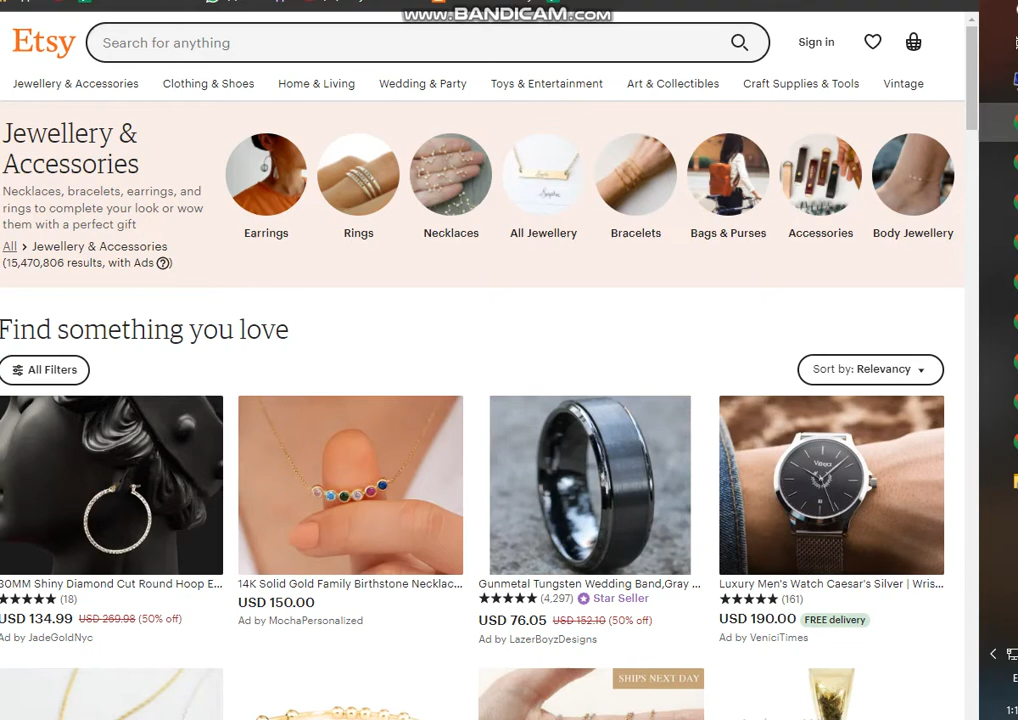 www.BANDICAM.com
Etsy
Search for anything
Sign in
Jewellery & Accessories
Clothing & Shoes
Home & Living
Wedding & Party
Toys & Entertainment
Art & Collectibles
Craft Supplies & Tools
Vintage
Jewellery &
Accessories
Necklaces, bracelets, earrings, and
rings to complete your look or wow
them with a perfect gift
All > Jewellery & Accessories
(15,470,806 results, with Ads ?)
Earrings
Rings
Necklaces
All Jewellery
Bracelets
Bags & Purses
Accessories
Body Jewellery
Find something you love
All Filters
Sort by: Relevancy
30MM Shiny Diamond Cut Round Hoop E...
★★★★★ (18)
USD 134.99 USD 269.98 (50% off)
Ad by JadeGoldNyc
14K Solid Gold Family Birthstone Necklac...
USD 150.00
Ad by MochaPersonalized
Gunmetal Tungsten Wedding Band,Gray ...
★★★★★ (4,297) Star Seller
USD 76.05 USD 152.10 (50% off)
Ad by LazerBoyzDesigns
Luxury Men's Watch Caesar's Silver | Wris...
★★★★★ (161)
USD 190.00 FREE delivery
Ad by VeniciTimes
SHIPS NEXT DAY